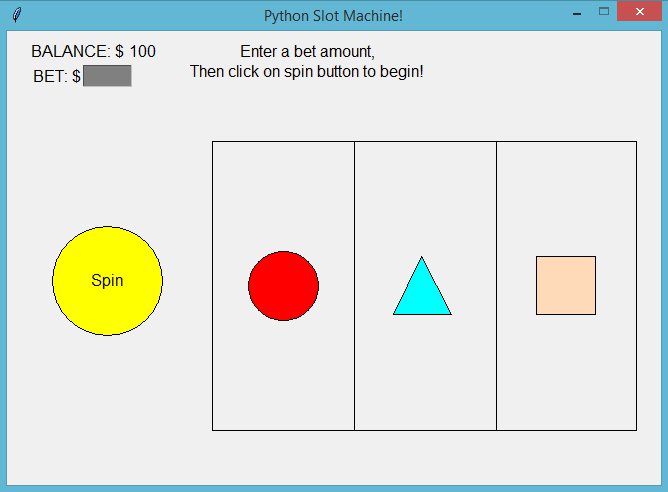 Python Slot Machine!
BALANCE: $ 100
BET: $
Enter a bet amount,
Then click on spin button to begin!
Spin